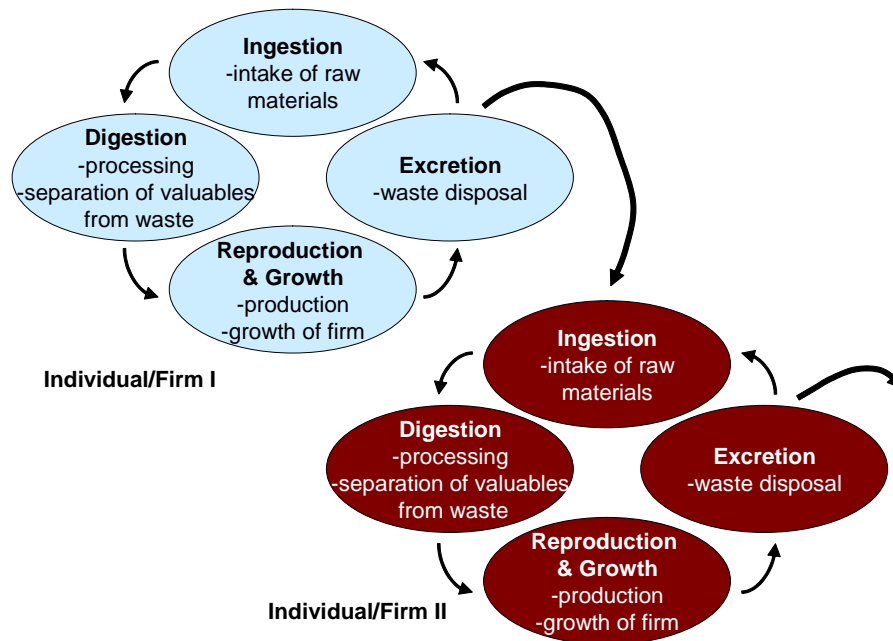 Ingestion
-intake of raw
materials
Digestion
-processing
-separation of valuables
from waste
Excretion
-waste disposal
Reproduction
& Growth
-production
-growth of firm
Individual/Firm I
Ingestion
-intake of raw
materials
Digestion
-processing
-separation of valuables
from waste
Excretion
-waste disposal
Reproduction
& Growth
-production
-growth of firm
Individual/Firm II